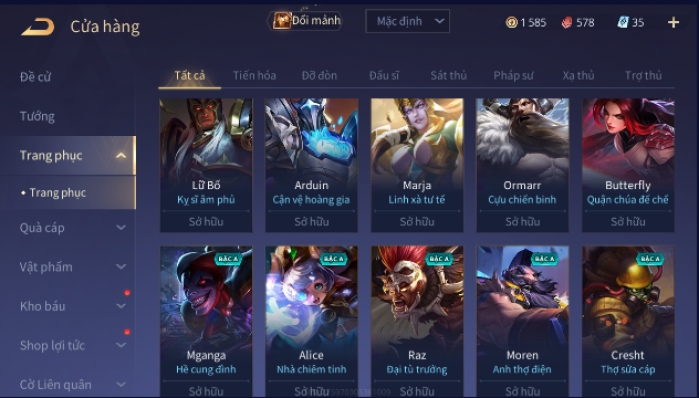 Cửa hàng
Đổi mảnh
Mặc định
1 585
578
35
+
Đề cử
Tướng
Trang phục
Trang phục
Quà cáp
Vật phẩm
Kho báu
Shop lợi tức
Cờ Liên quân
Tất cả Tiến hóa Đỡ đòn Đấu sĩ Sát thủ Pháp sư Xạ thủ Trợ thủ
Lữ Bố Arduin Marja Ormarr Butterfly
Kỵ sĩ âm phủ Cận vệ hoàng gia Linh xà tư tế Cựu chiến binh Quận chúa đế chế
Sở hữu Sở hữu Sở hữu Sở hữu Sở hữu
BẬC A BẬC A BẬC A BẬC A BẬC A
Mganga Alice Raz Moren Cresht
Hề cung đình Nhà chiêm tinh Đại tù trưởng Anh thợ điện Thợ sửa cáp
Sở hữu Sở hữu Sở hữu Sở hữu Sở hữu